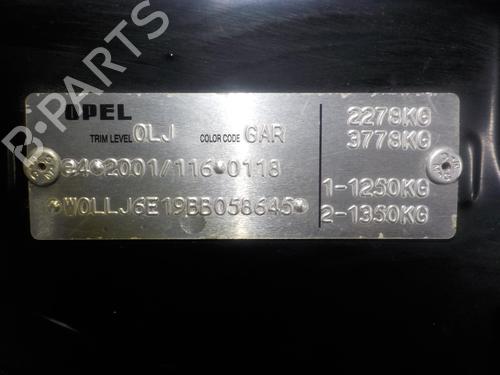 OPEL
TRIM LEVEL 0LJ COLOR CODE GAR
e4*2001/116*0118
*W0LLJ6E19BB058645*
2278KG
3778KG
1-1250KG
2-1350KG
B-PARTS